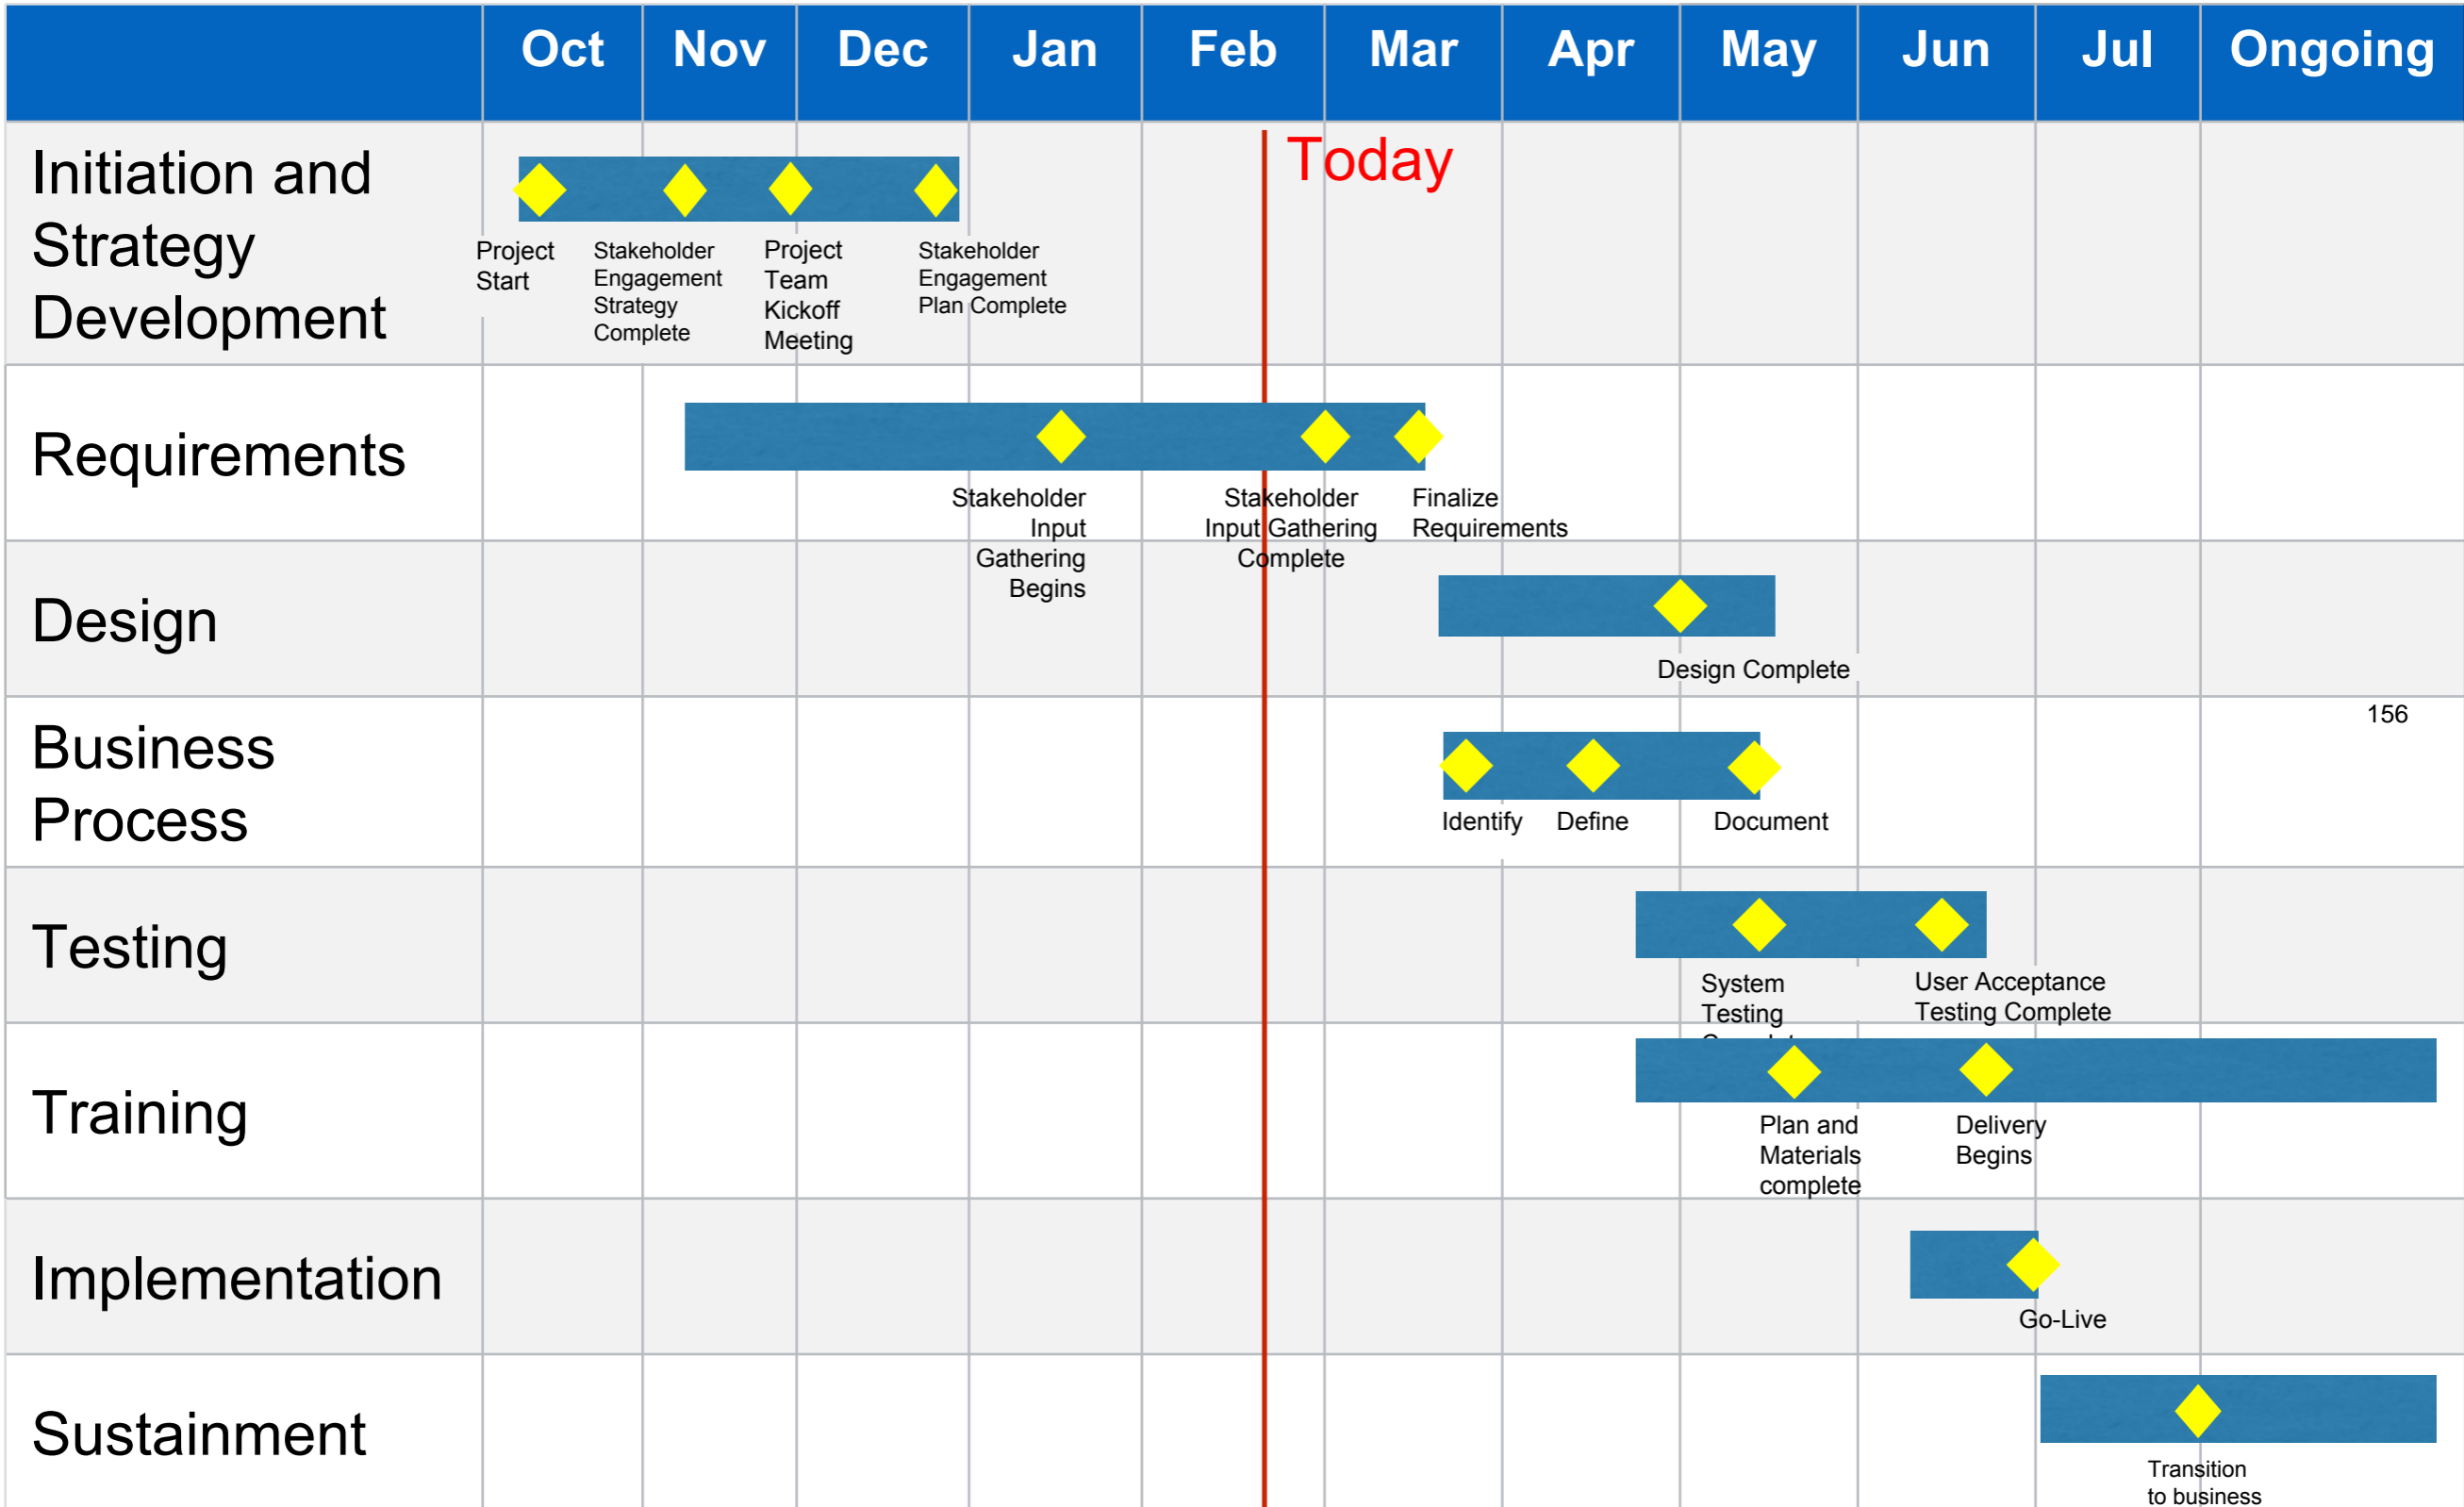 Oct Nov Dec Jan Feb Mar Apr May Jun Jul Ongoing
Today
Initiation and
Strategy
Development
Project
Start
Stakeholder
Engagement
Strategy
Complete
Project
Team
Kickoff
Meeting
Stakeholder
Engagement
Plan Complete
Requirements
Stakeholder
Input
Gathering
Begins
Stakeholder
Input Gathering
Complete
Finalize
Requirements
Design
Design Complete
156
Business
Process
Identify
Define
Document
Testing
System
Testing
User Acceptance
Testing Complete
Training
Plan and
Materials
complete
Delivery
Begins
Implementation
Go-Live
Sustainment
Transition
to business